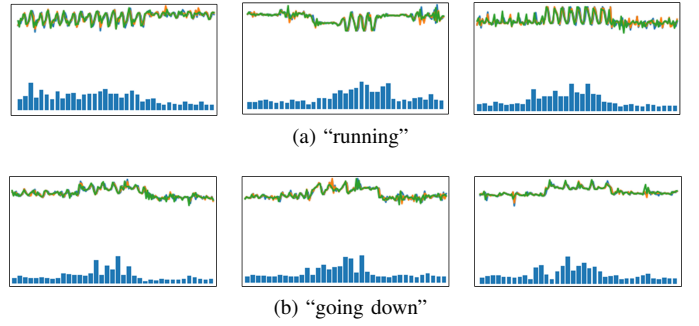 (a) “running”
(b) “going down”